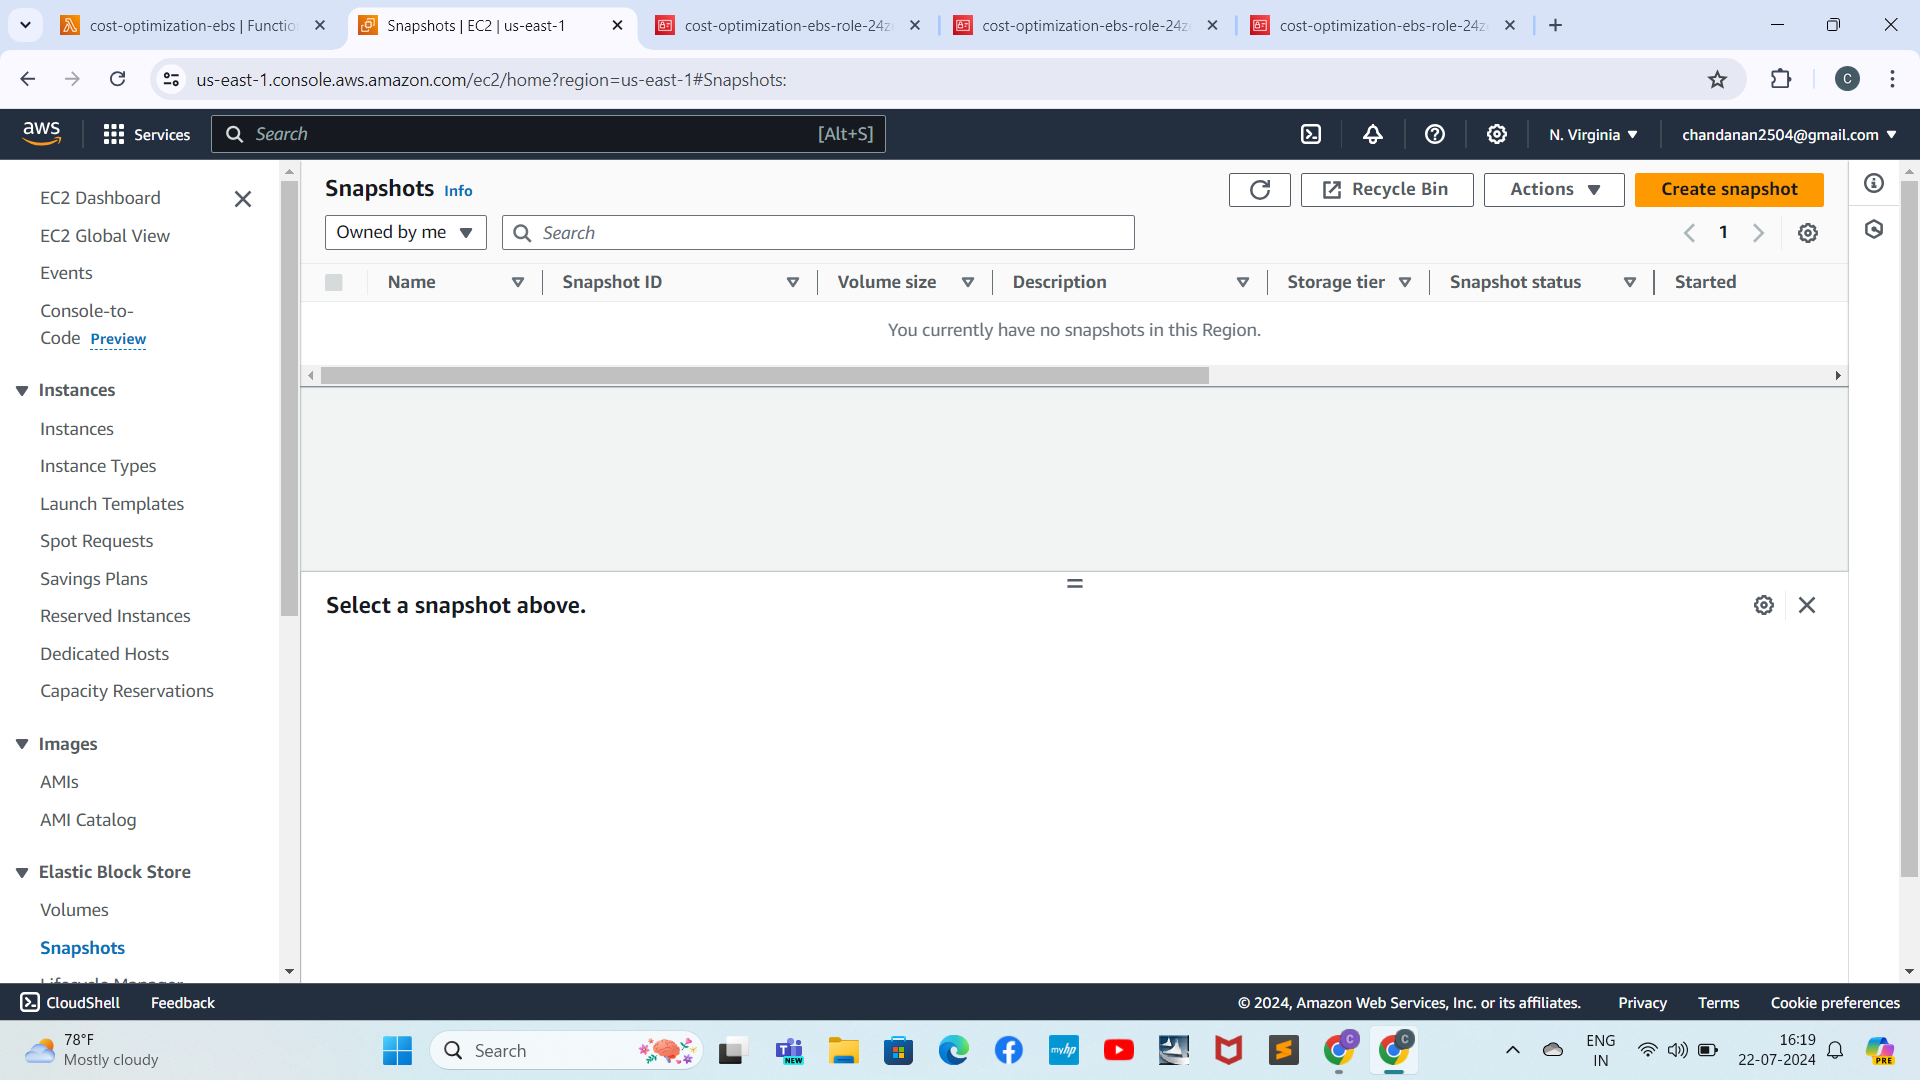 cost-optimization-ebs | Functio
Snapshots | EC2 | us-east-1
cost-optimization-ebs-role-24z
cost-optimization-ebs-role-24z
cost-optimization-ebs-role-24z
us-east-1.console.aws.amazon.com/ec2/home?region=us-east-1#Snapshots:
C
aws
Services
Search
[Alt+S]
N. Virginia
chandanan2504@gmail.com
EC2 Dashboard
EC2 Global View
Events
Console-to-
Code Preview
Instances
Instances
Instance Types
Launch Templates
Spot Requests
Savings Plans
Reserved Instances
Dedicated Hosts
Capacity Reservations
Images
AMIs
AMI Catalog
Elastic Block Store
Volumes
Snapshots
Lifecycle Manager
Snapshots Info
Recycle Bin
Actions
Create snapshot
Owned by me
Search
1
Name
Snapshot ID
Volume size
Description
Storage tier
Snapshot status
Started
You currently have no snapshots in this Region.
Select a snapshot above.
CloudShell
Feedback
© 2024, Amazon Web Services, Inc. or its affiliates.
Privacy
Terms
Cookie preferences
78°F
Mostly cloudy
Search
NEW
myhp
C
C
ENG
IN
16:19
22-07-2024
PRE